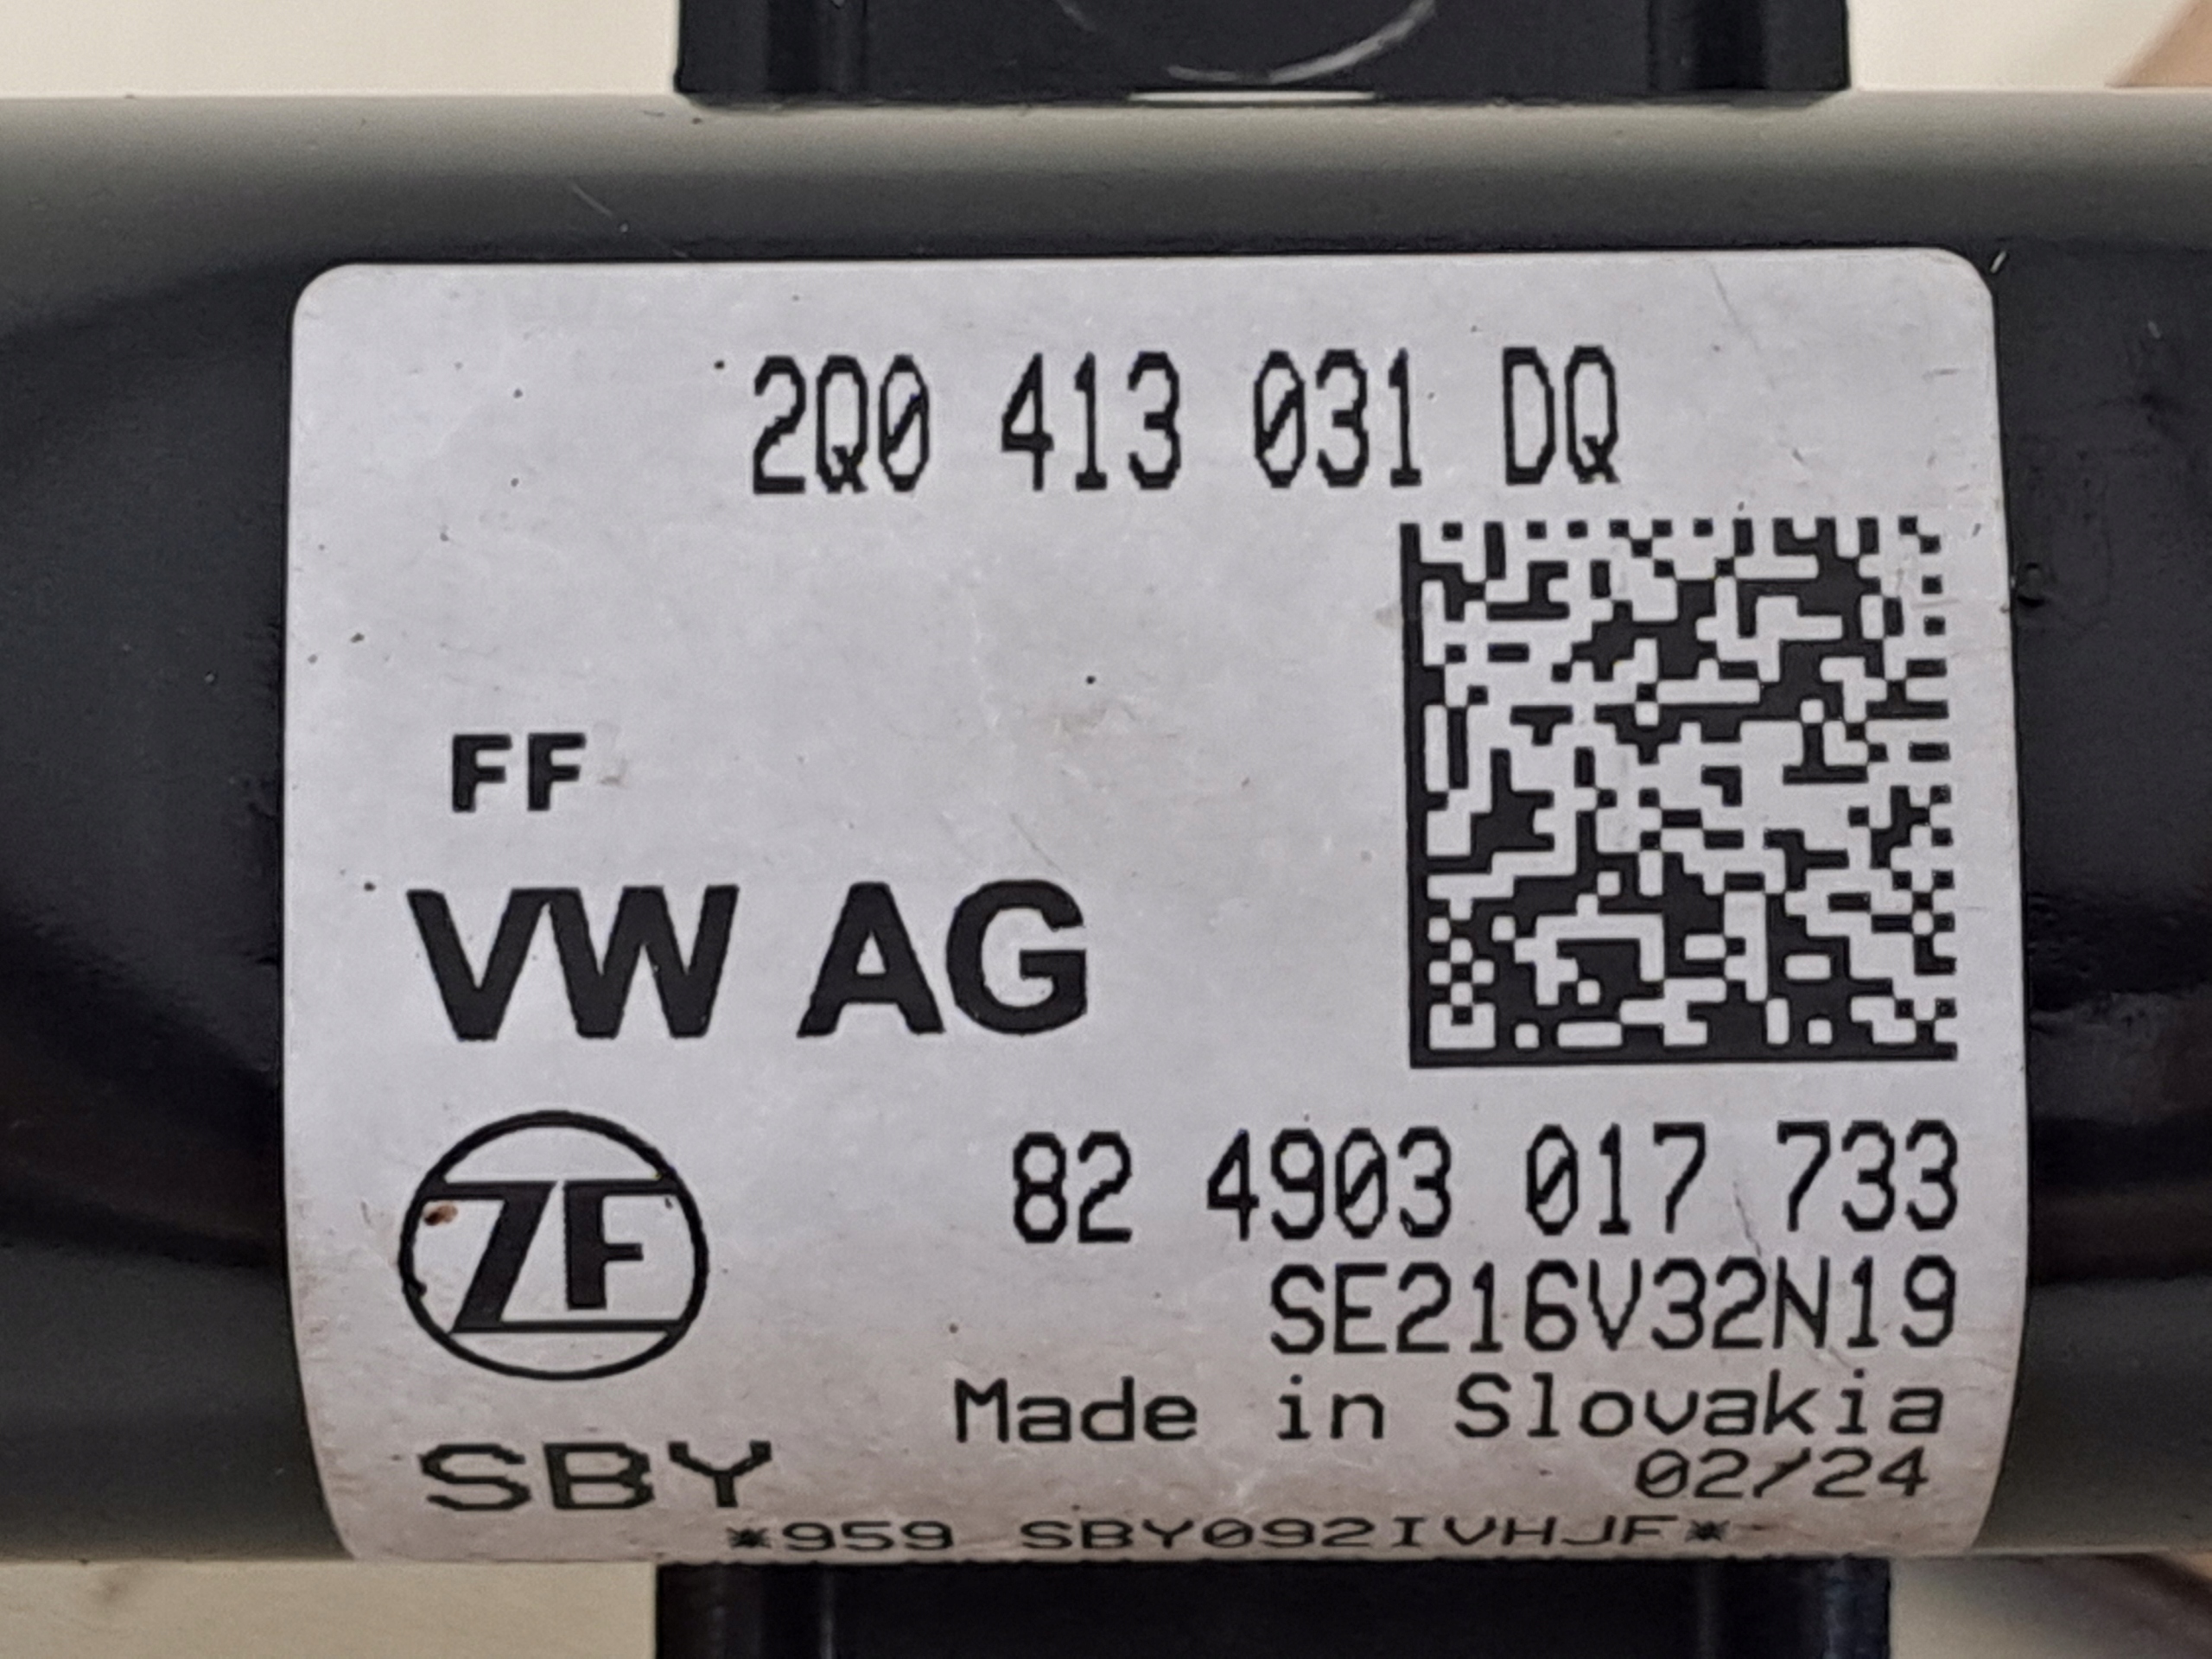 2Q0 413 031 DQ
FF
VW AG
ZF
82 4903 017 733
SE216V32N19
Made in Slovakia
SBY
02/24
*959 SBY092IVHJF*